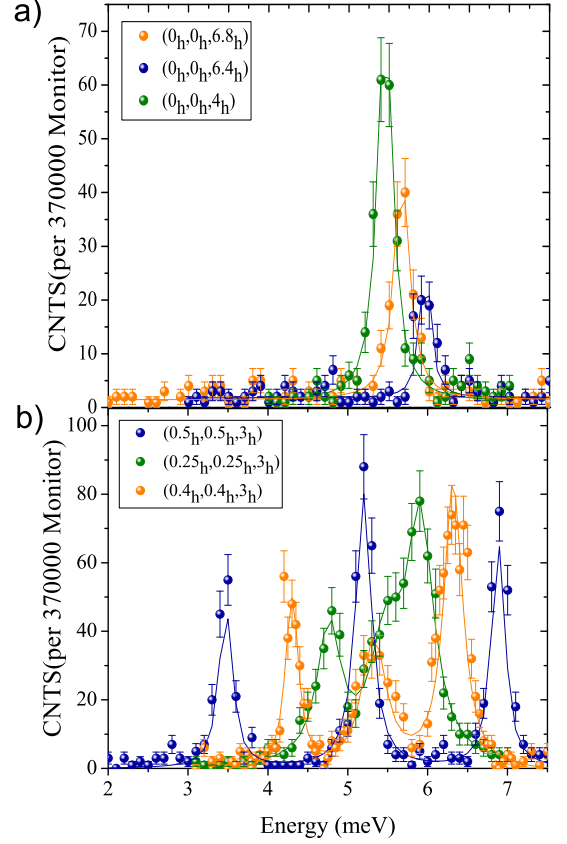 a)
70
60
50
40
30
20
10
0
CNTS(per 370000 Monitor)
(0h,0h,6.8h)
(0h,0h,6.4h)
(0h,0h,4h)
b)
100
80
60
40
20
0
CNTS(per 370000 Monitor)
(0.5h,0.5h,3h)
(0.25h,0.25h,3h)
(0.4h,0.4h,3h)
2 3 4 5 6 7
Energy (meV)